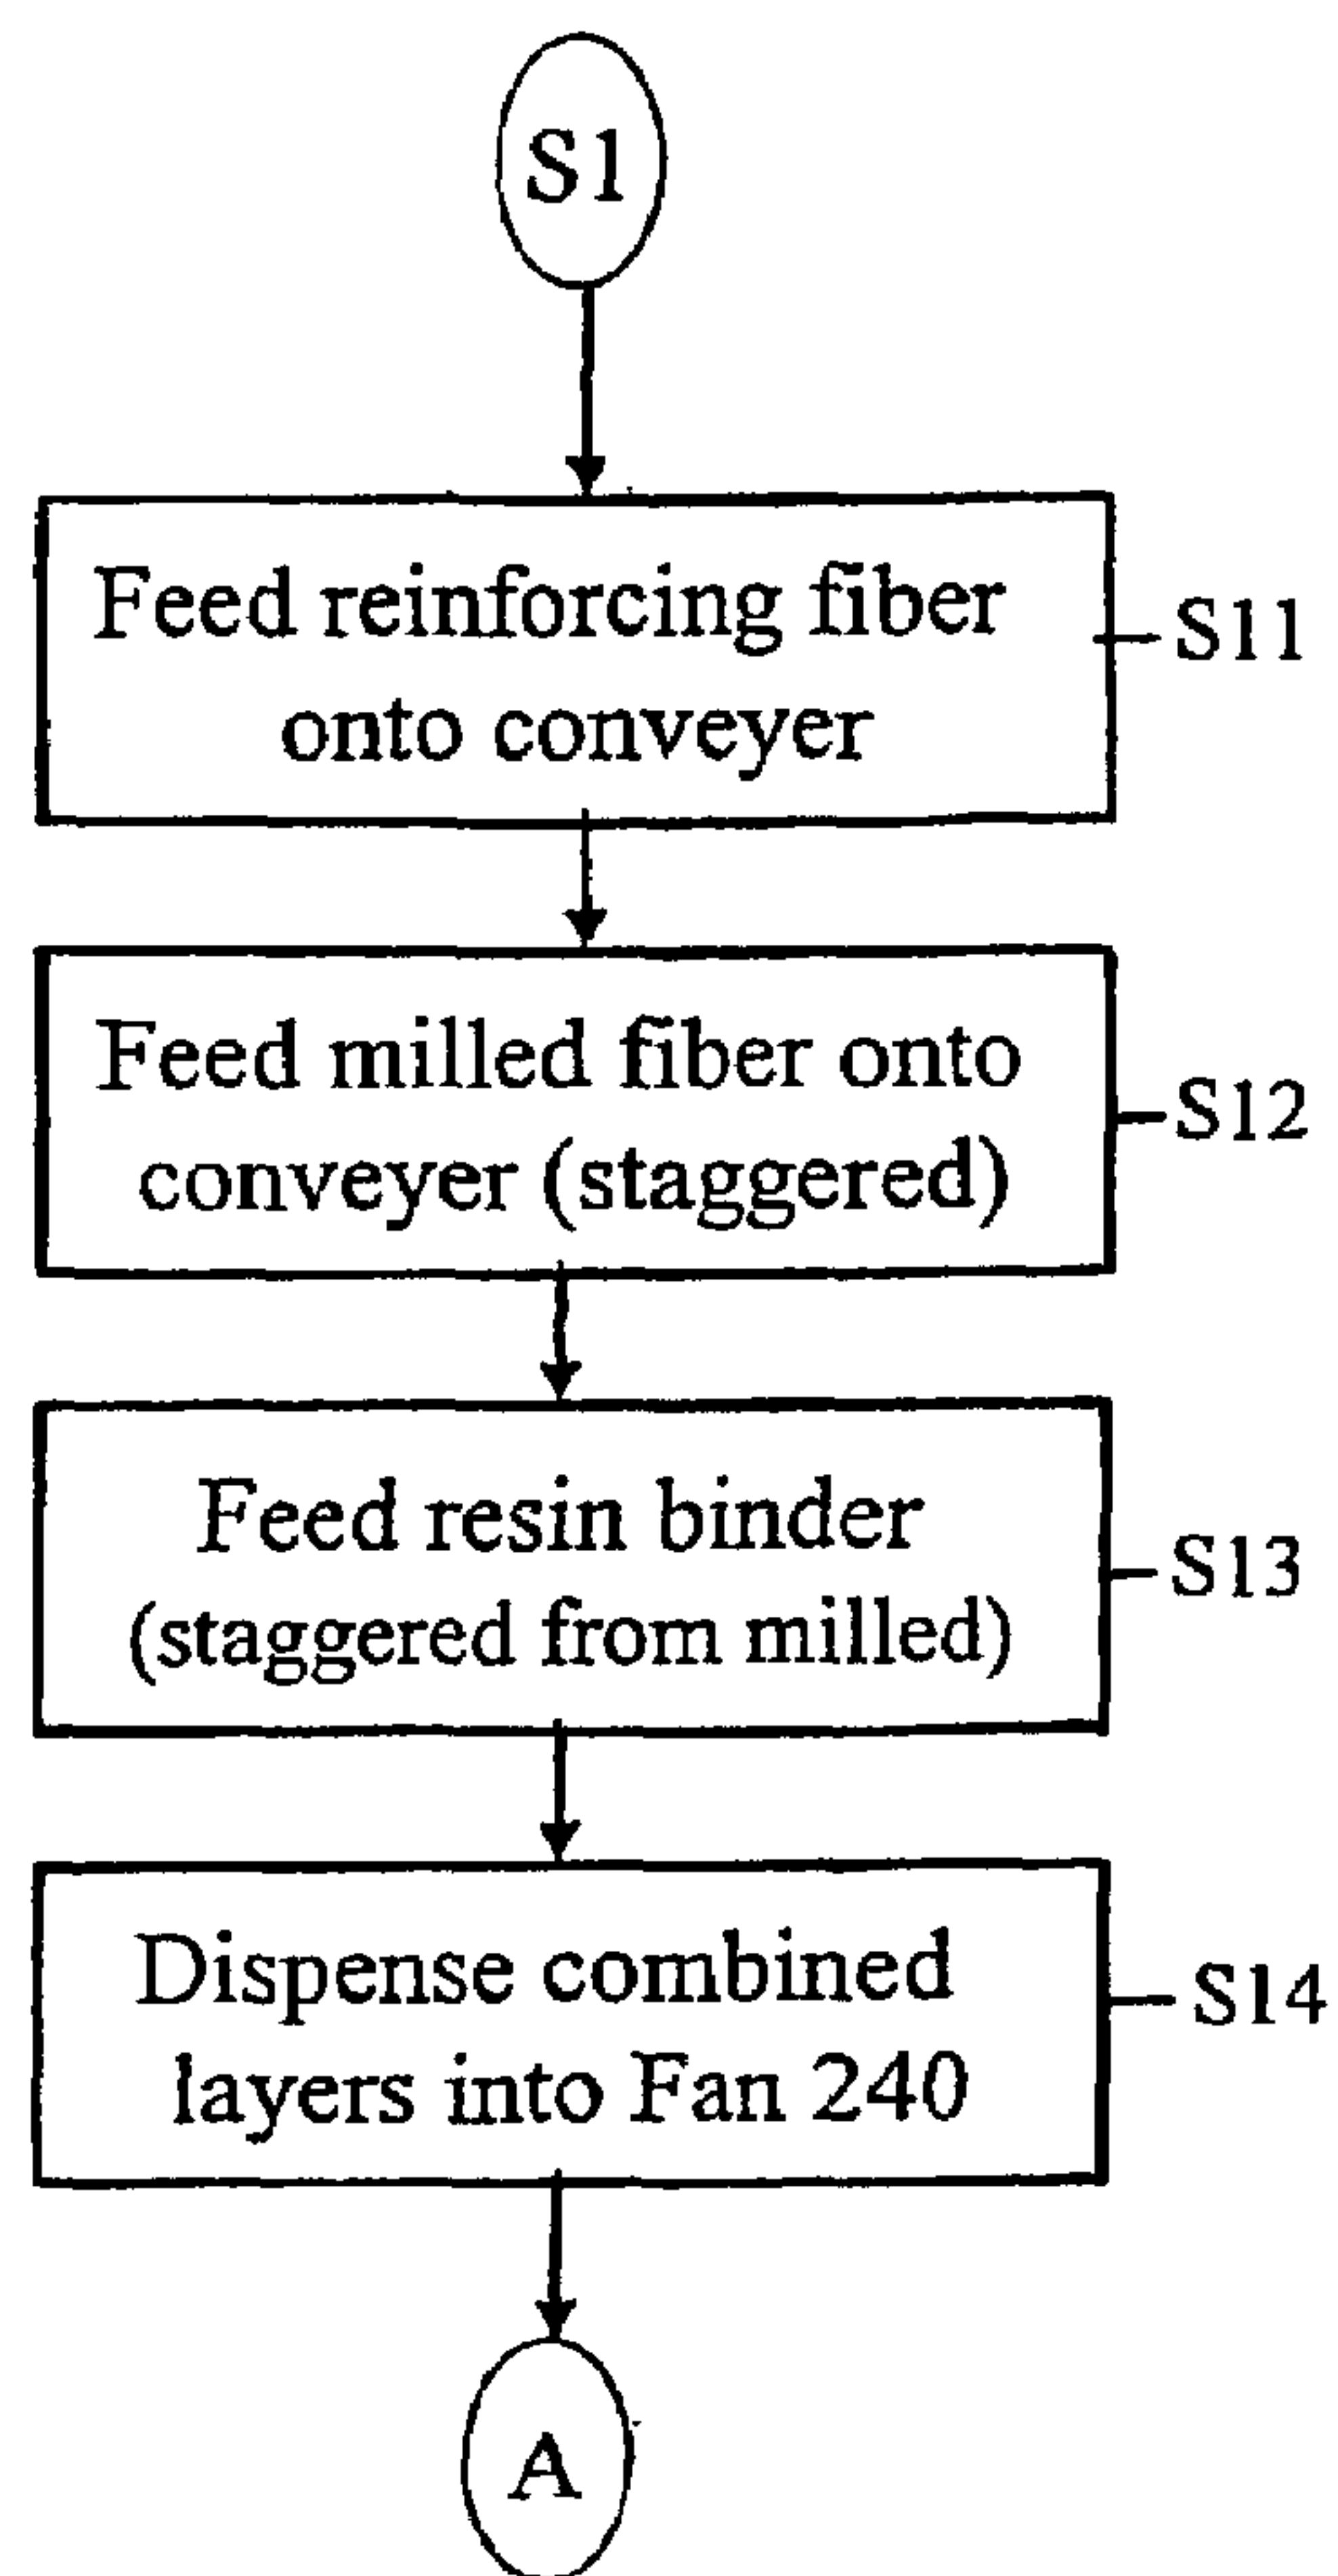 S1
Feed reinforcing fiber
onto conveyer
S11
Feed milled fiber onto
conveyer (staggered)
S12
Feed resin binder
(staggered from milled)
S13
Dispense combined
layers into Fan 240
S14
A